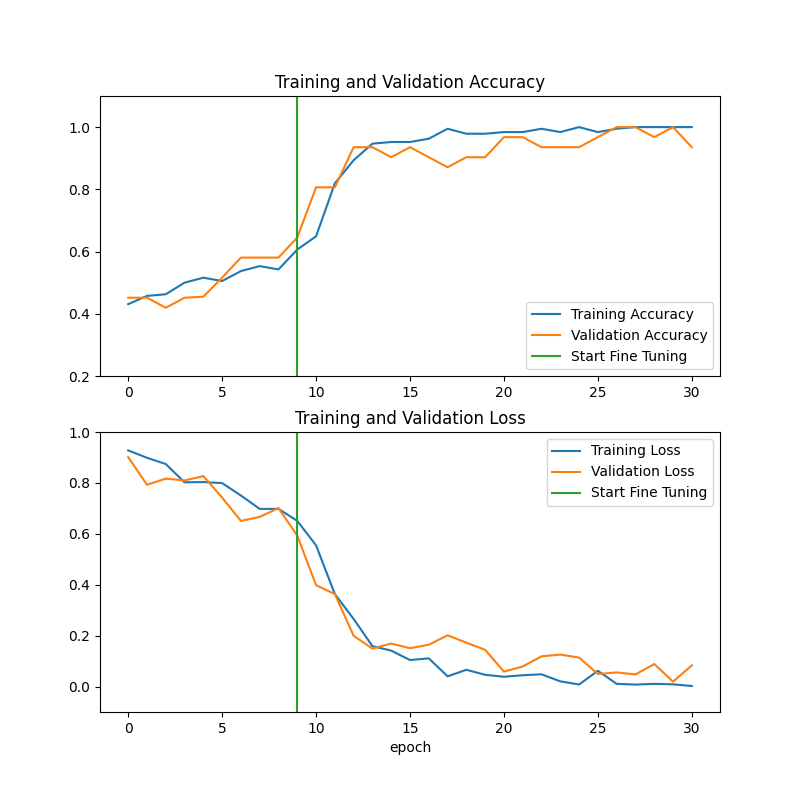 Training and Validation Accuracy
1.0
0.8
0.6
0.4
0.2
Training Accuracy
Validation Accuracy
Start Fine Tuning
0 5 10 15 20 25 30
Training and Validation Loss
1.0
0.8
0.6
0.4
0.2
0.0
Training Loss
Validation Loss
Start Fine Tuning
0 5 10 15 20 25 30
epoch